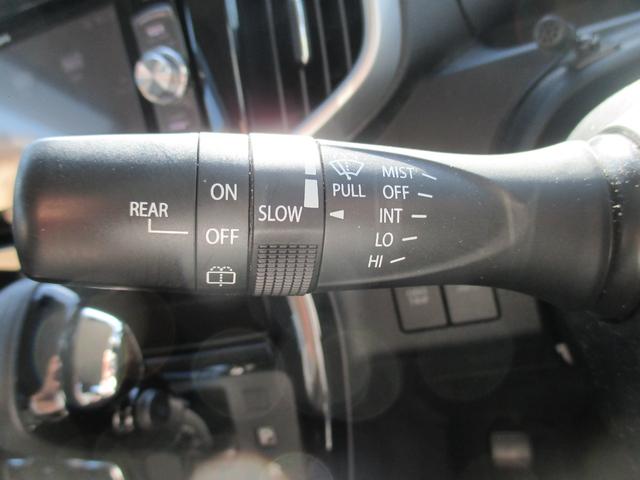 REAR
ON
OFF
SLOW
PULL
MIST
OFF
INT
LO
HI